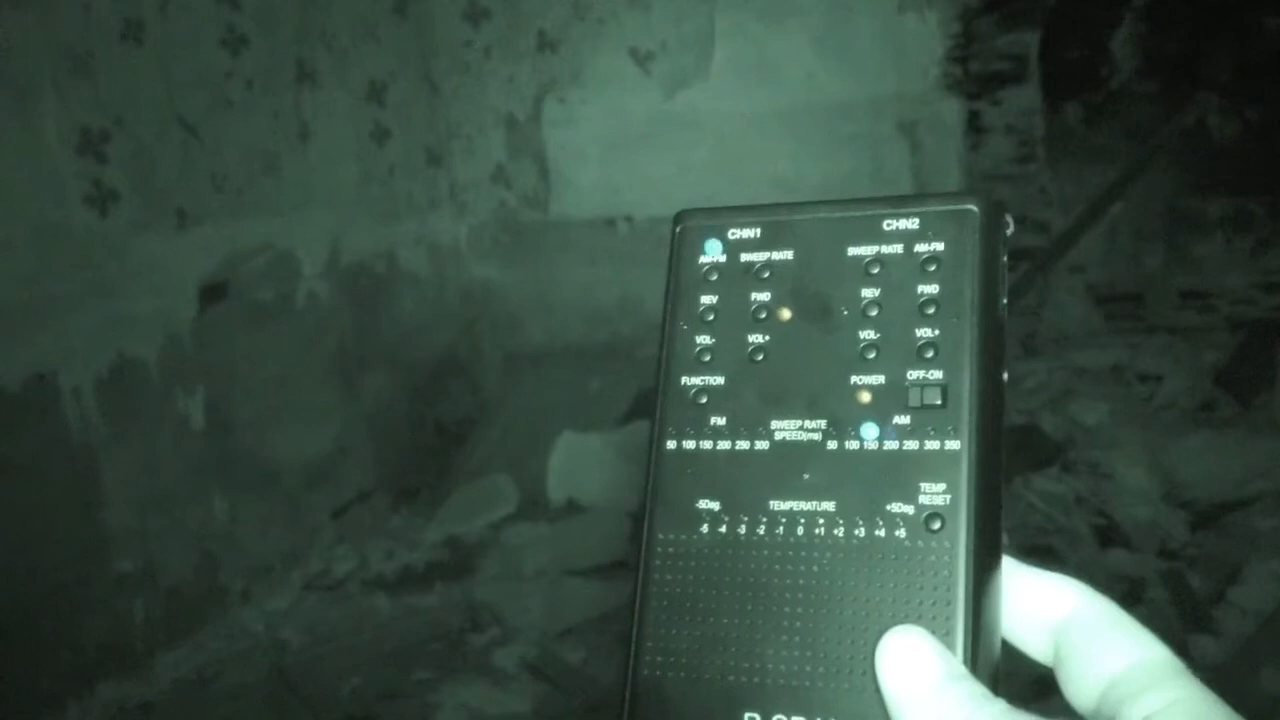 CHN1 CHN2
AM-FM SWEEP RATE SWEEP RATE AM-FM
REV FWD REV FWD
VOL- VOL+ VOL- VOL+
FUNCTION POWER OFF-ON
FM SWEEP RATE AM
SPEED(ms)
50 100 150 200 250 300 50 100 150 200 250 300 350
TEMP
RESET
-5Deg. TEMPERATURE +5Deg.
-5 -4 -3 -2 -1 0 +1 +2 +3 +4 +5